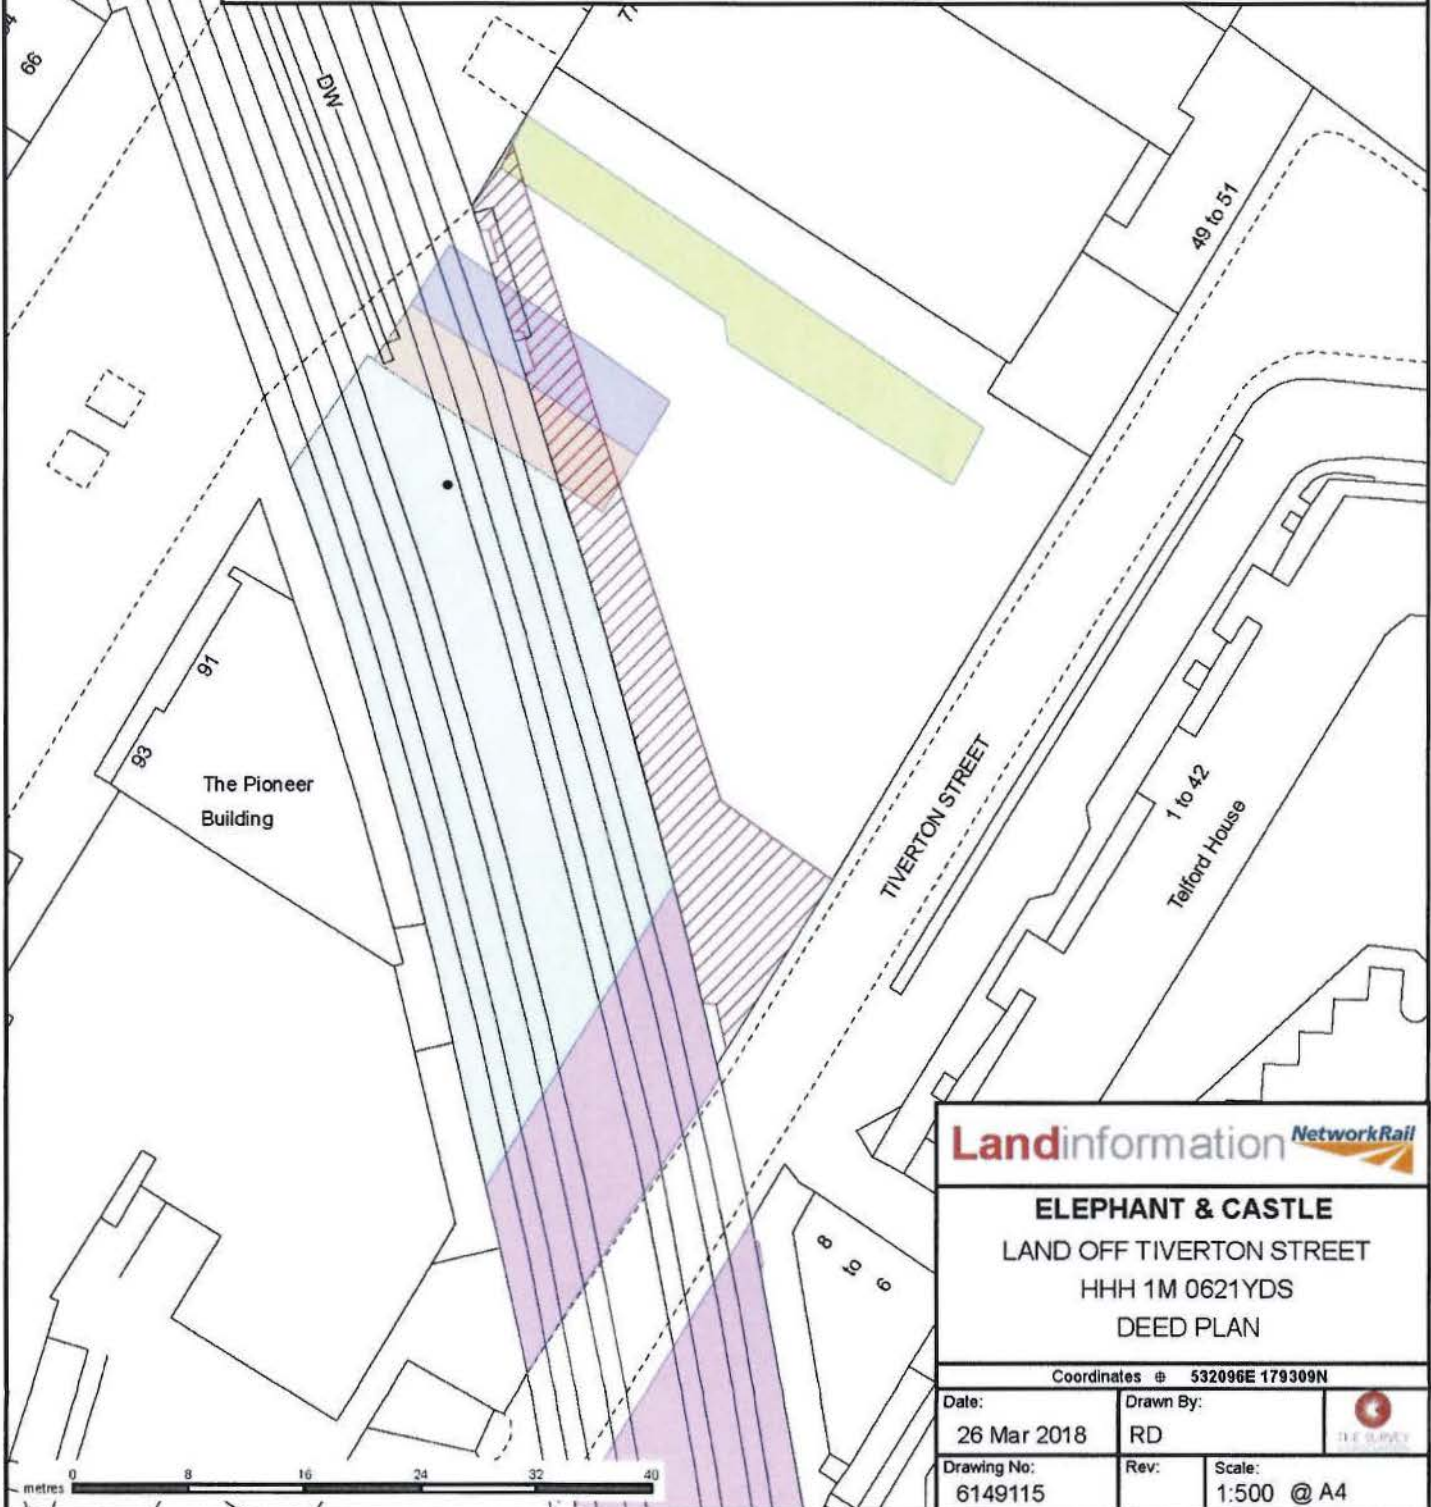 66
DW
77
49 to 51
91
93
The Pioneer
Building
TIVERTON STREET
1 to 42
Telford House
8
to
6
Landinformation NetworkRail
ELEPHANT & CASTLE
LAND OFF TIVERTON STREET
HHH 1M 0621YDS
DEED PLAN
Coordinates ⊕ 532096E 179309N
Date:
26 Mar 2018
Drawn By:
RD
Drawing No:
6149115
Rev:
Scale:
1:500 @ A4
metres 0 8 16 24 32 40